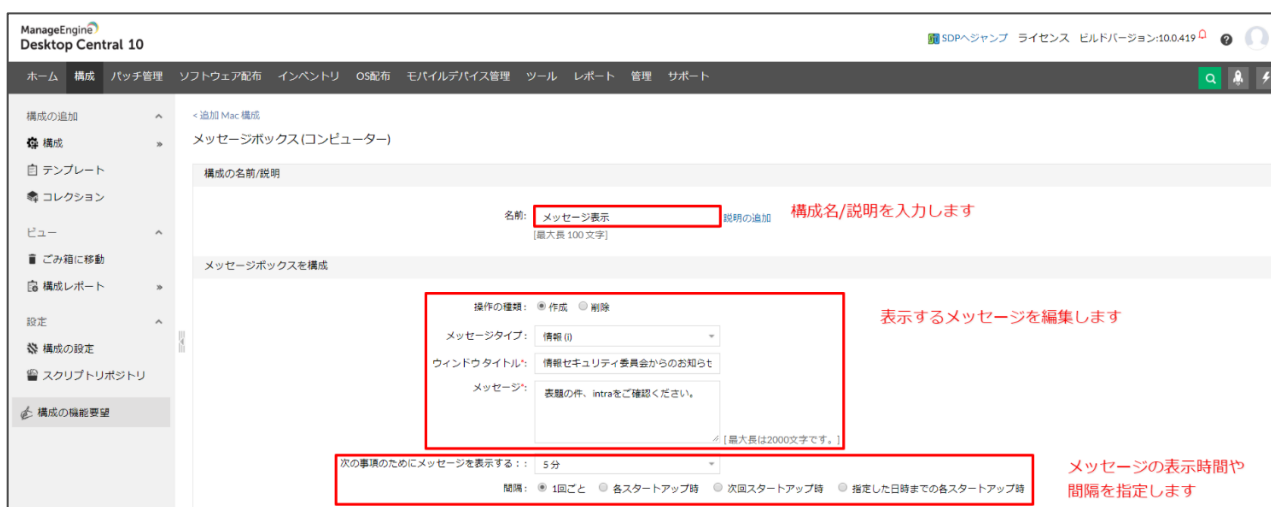 ManageEngine
Desktop Central 10
SDPへジャンプ ライセンス ビルドバージョン:10.0.419
ホーム 構成 パッチ管理 ソフトウェア配布 インベントリ OS配布 モバイルデバイス管理 ツール レポート 管理 サポート
構成の追加
構成
テンプレート
コレクション
ビュー
ごみ箱に移動
構成レポート
設定
構成の設定
スクリプトリポジトリ
構成の機能要望
<追加 Mac 構成
メッセージボックス (コンピューター)
構成の名前/説明
名前: メッセージ表示 説明の追加 構成名/説明を入力します
[最大長 100 文字]
メッセージボックスを構成
操作の種類: 作成 削除
表示するメッセージを編集します
メッセージタイプ: 情報 (i)
ウィンドウ タイトル*: 情報セキュリティ委員会からのお知らせ
メッセージ*: 表題の件、intraをご確認ください。
[ 最大長は2000文字です。]
次の事項のためにメッセージを表示する: : 5 分
間隔: 1回ごと 各スタートアップ時 次回スタートアップ時 指定した日時までの各スタートアップ時
メッセージの表示時間や
間隔を指定します